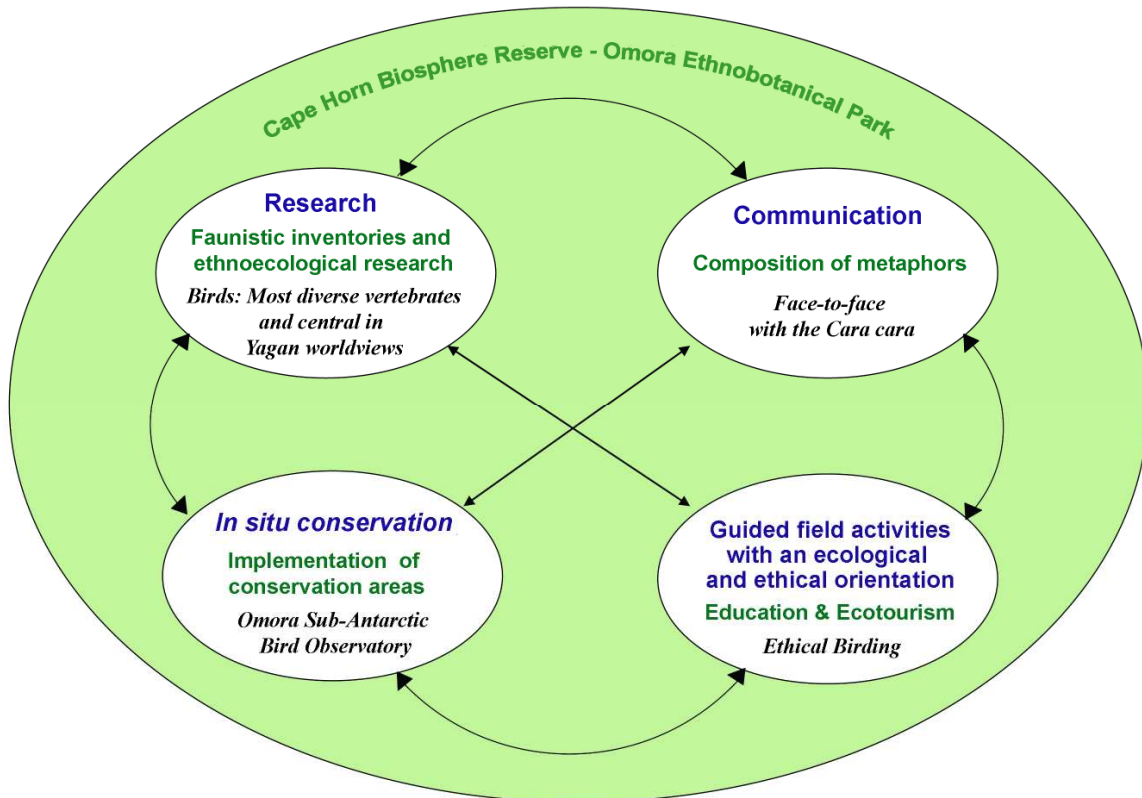 Cape Horn Biosphere Reserve - Omora Ethnobotanical Park
Research
Faunistic inventories and
ethnoecological research
Birds: Most diverse vertebrates
and central in
Yagan worldviews
Communication
Composition of metaphors
Face-to-face
with the Cara cara
In situ conservation
Implementation of
conservation areas
Omora Sub-Antarctic
Bird Observatory
Guided field activities
with an ecological
and ethical orientation
Education & Ecotourism
Ethical Birding